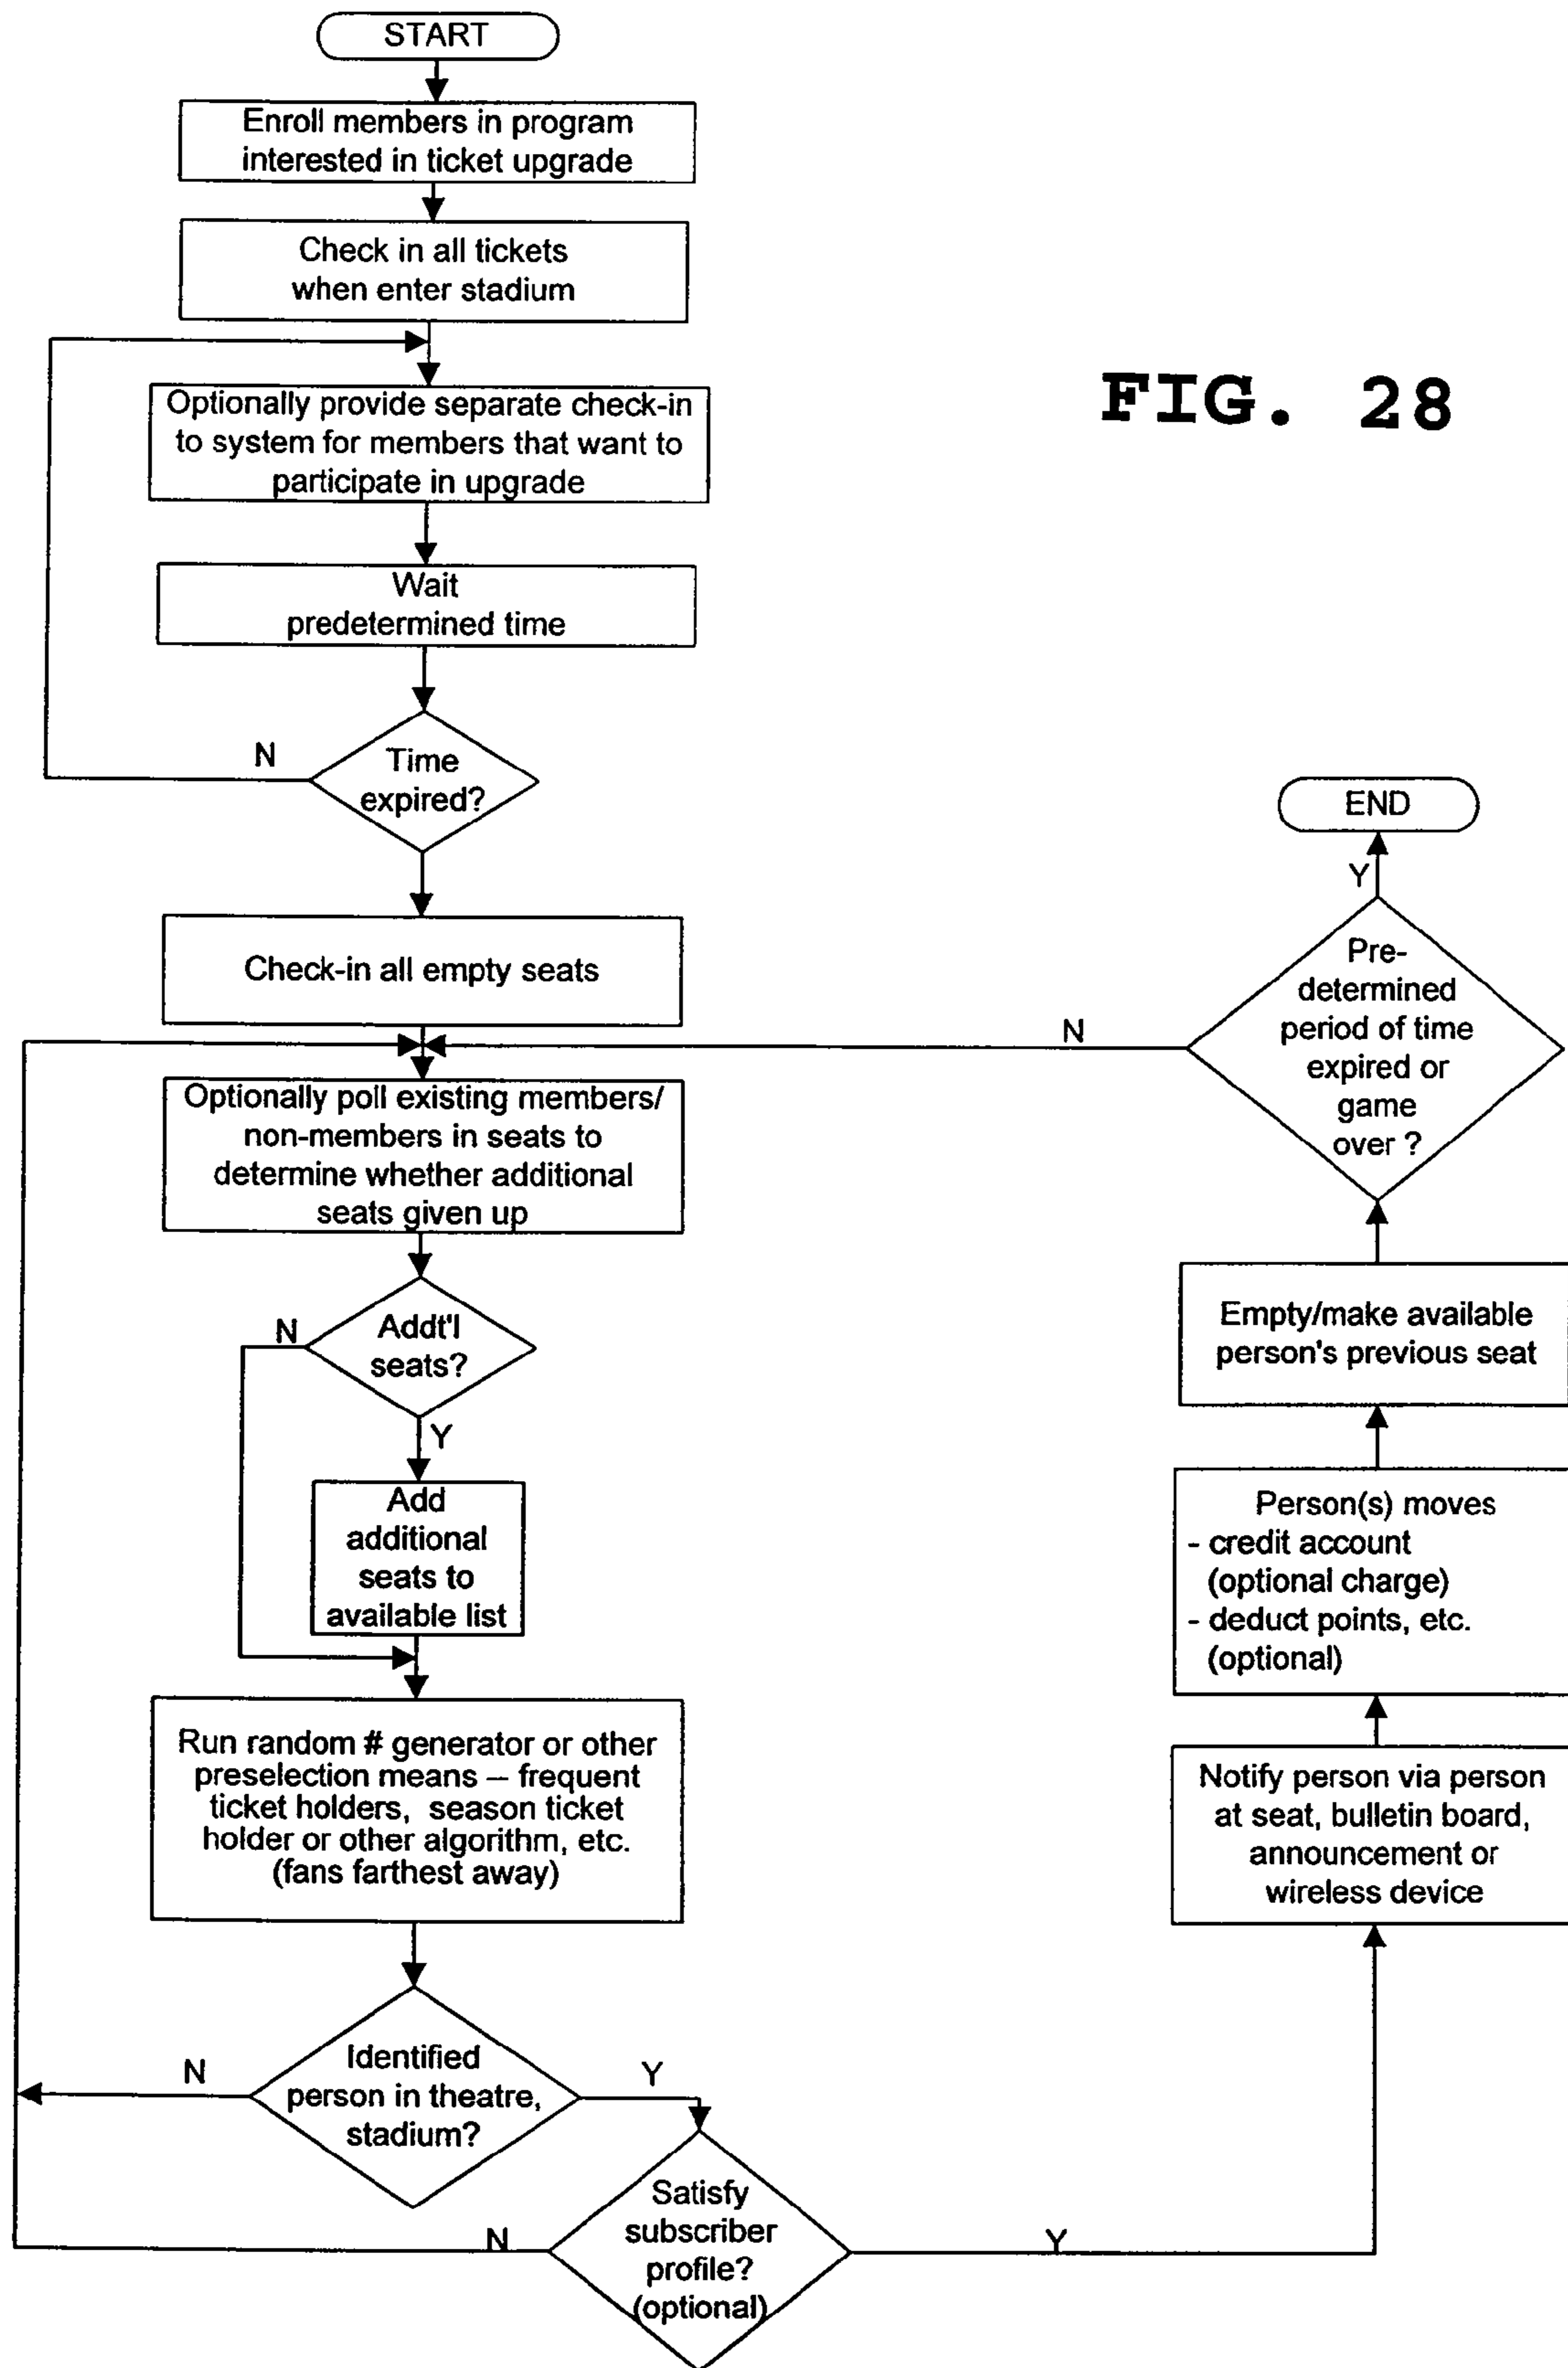 START
Enroll members in program
interested in ticket upgrade
Check in all tickets
when enter stadium
FIG. 28
Optionally provide separate check-in
to system for members that want to
participate in upgrade
Wait
predetermined time
N
Time
expired?
Check-in all empty seats
Optionally poll existing members/
non-members in seats to
determine whether additional
seats given up
N
Addt'l
seats?
Y
Add
additional
seats to
available list
Run random # generator or other
preselection means – frequent
ticket holders, season ticket
holder or other algorithm, etc.
(fans farthest away)
N
Identified
person in theatre,
stadium?
Y
N
Satisfy
subscriber
profile?
(optional)
Y
Notify person via person
at seat, bulletin board,
announcement or
wireless device
Person(s) moves
- credit account
(optional charge)
- deduct points, etc.
(optional)
Empty/make available
person's previous seat
Pre-
determined
period of time
expired or
game
over ?
N
Y
END